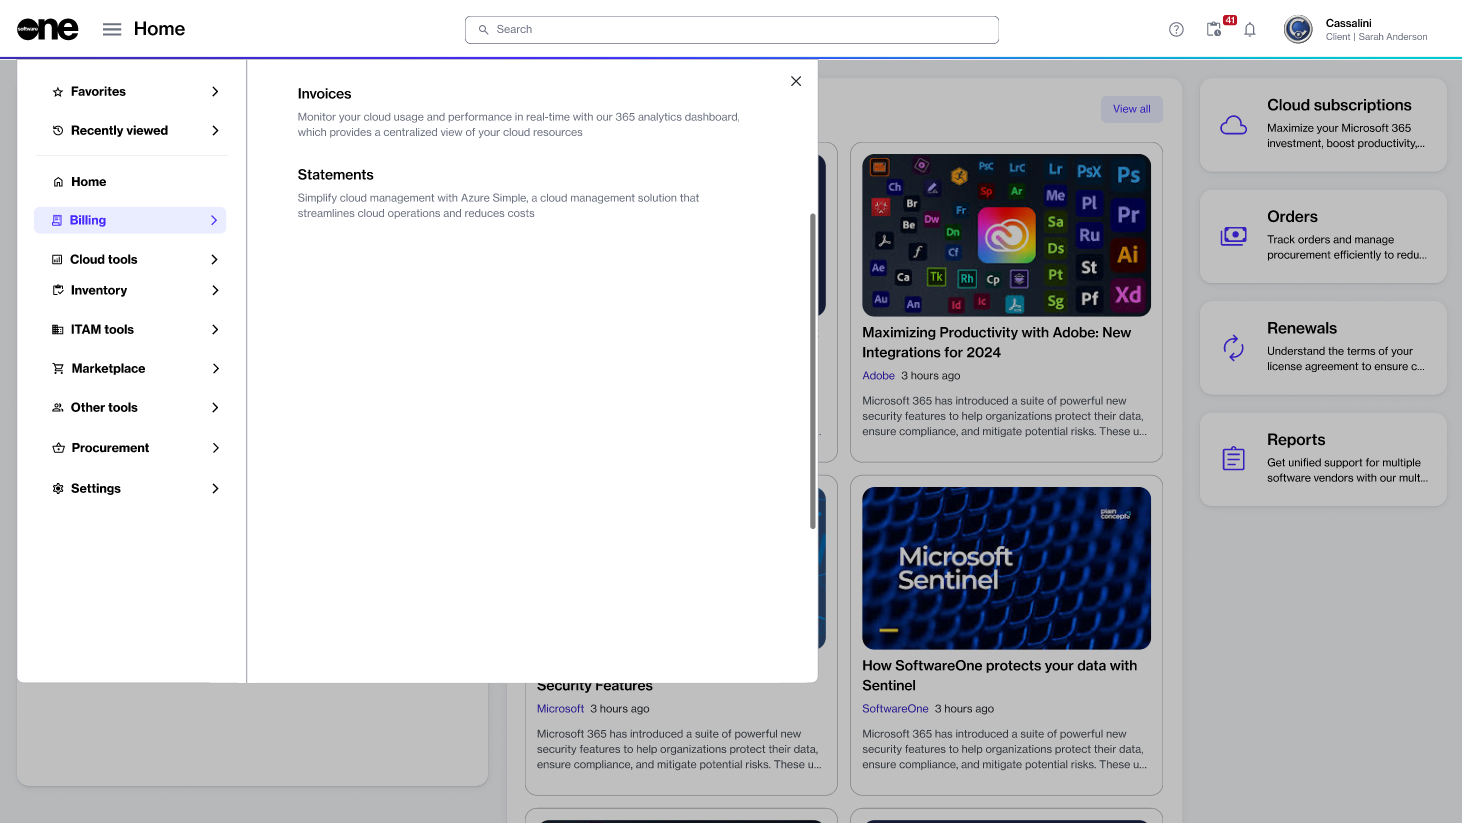 software one
Home
Search
41
Cassalini
Client | Sarah Anderson
Favorites
Recently viewed
Home
Billing
Cloud tools
Inventory
ITAM tools
Marketplace
Other tools
Procurement
Settings
Invoices
Monitor your cloud usage and performance in real-time with our 365 analytics dashboard,
which provides a centralized view of your cloud resources
Statements
Simplify cloud management with Azure Simple, a cloud management solution that
streamlines cloud operations and reduces costs
View all
PsC LrC Lr PsX Ps
Ch Sp Ar Me Pl Pr
Br Fr Sa Ru
Be Dw Dn Ds Ai
f Cf
Ae Ca Tk Rh Cp Pt St
Au An Id Ic Sg Pf Xd
Maximizing Productivity with Adobe: New
Integrations for 2024
Adobe 3 hours ago
Microsoft 365 has introduced a suite of powerful new
security features to help organizations protect their data,
ensure compliance, and mitigate potential risks. These u...
Security Features
Microsoft 3 hours ago
Microsoft 365 has introduced a suite of powerful new
security features to help organizations protect their data,
ensure compliance, and mitigate potential risks. These u...
plain
concepts
Microsoft
Sentinel
How SoftwareOne protects your data with
Sentinel
SoftwareOne 3 hours ago
Microsoft 365 has introduced a suite of powerful new
security features to help organizations protect their data,
ensure compliance, and mitigate potential risks. These u...
Cloud subscriptions
Maximize your Microsoft 365
investment, boost productivity,...
Orders
Track orders and manage
procurement efficiently to redu...
Renewals
Understand the terms of your
license agreement to ensure c...
Reports
Get unified support for multiple
software vendors with our mult...